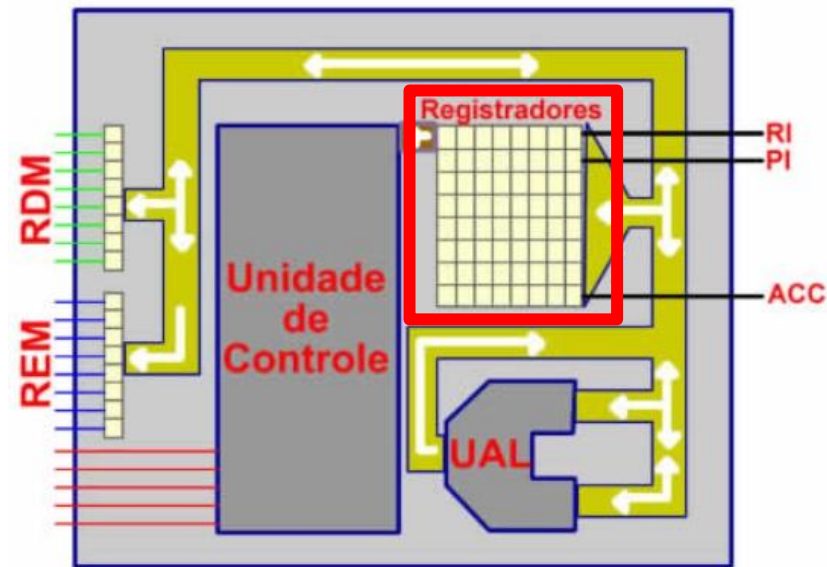 Registradores
RI
PI
RDM
Unidade
de
Controle
ACC
REM
UAL